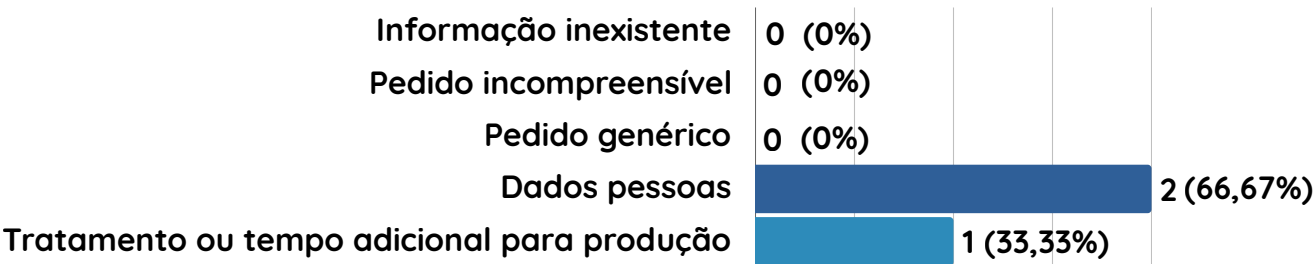 Informação inexistente 0 (0%)
Pedido incompreensível 0 (0%)
Pedido genérico 0 (0%)
Dados pessoas 2 (66,67%)
Tratamento ou tempo adicional para produção 1 (33,33%)